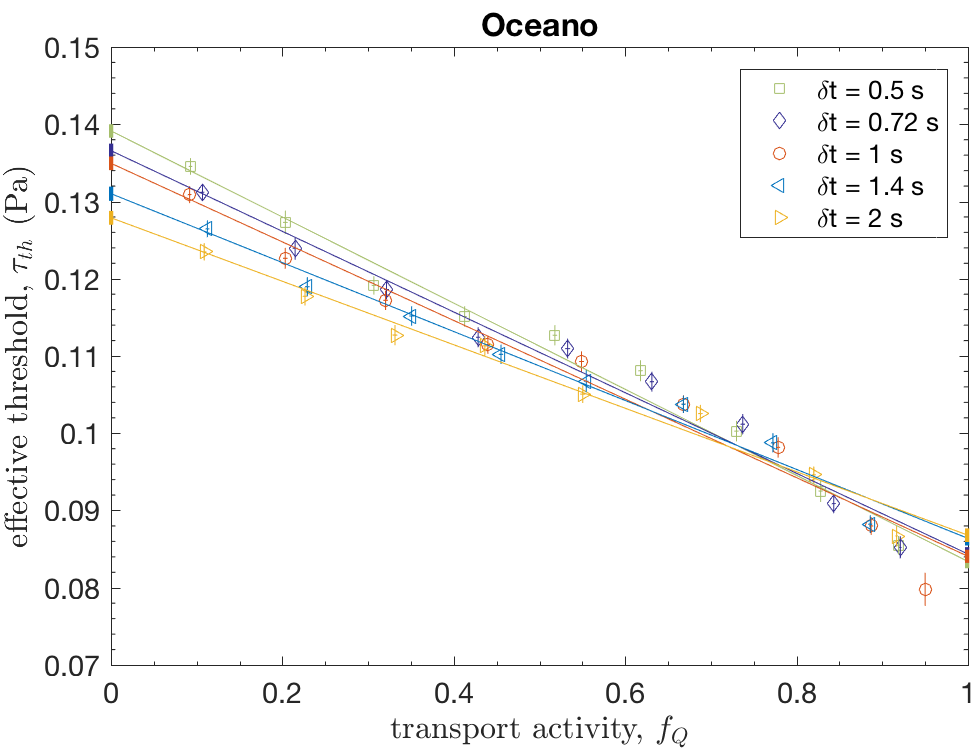 Oceano
0.15
0.14
0.13
0.12
0.11
0.1
0.09
0.08
0.07
effective threshold, τ_th (Pa)
δt = 0.5 s
δt = 0.72 s
δt = 1 s
δt = 1.4 s
δt = 2 s
0 0.2 0.4 0.6 0.8 1
transport activity, f_Q